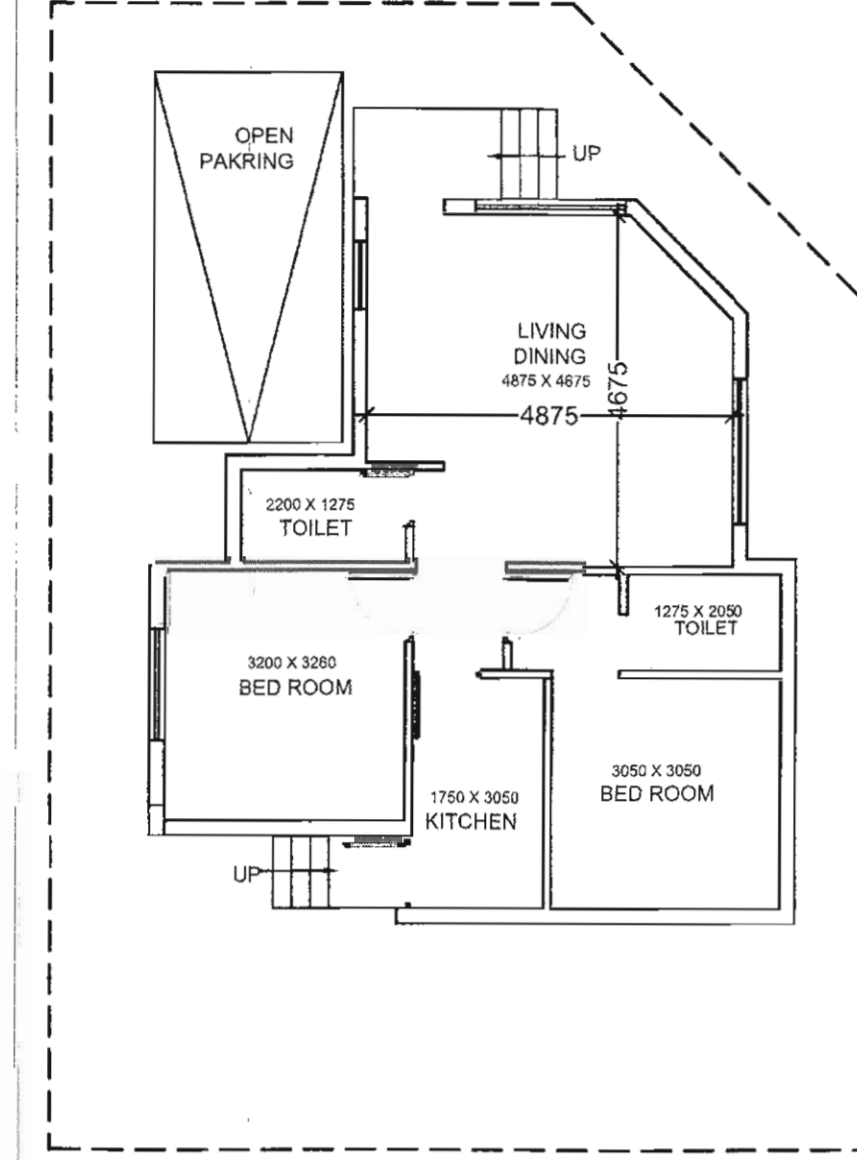 OPEN
PAKRING
UP
LIVING
DINING
4875 X 4675
4675
4875
2200 X 1275
TOILET
1275 X 2050
TOILET
3200 X 3260
BED ROOM
3050 X 3050
BED ROOM
1750 X 3050
KITCHEN
UP